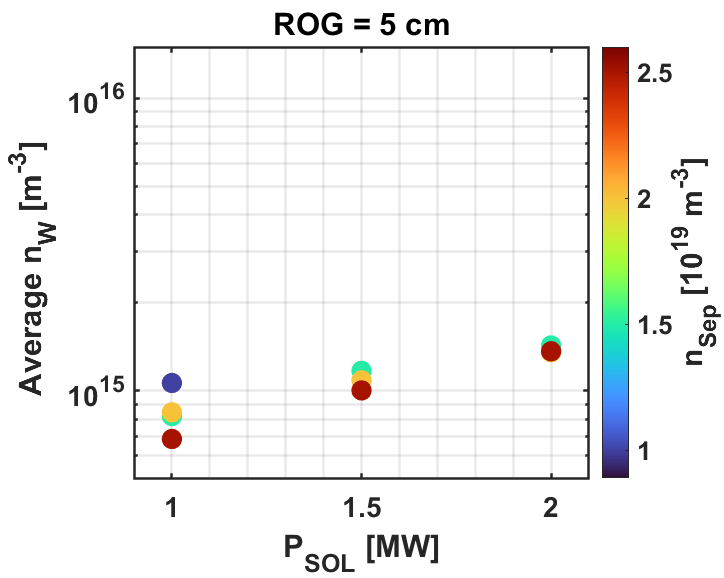 ROG = 5 cm
10^16
10^15
Average n_W [m^-3]
1
1.5
2
P_SOL [MW]
2.5
2
1.5
1
n_Sep [10^19 m^-3]